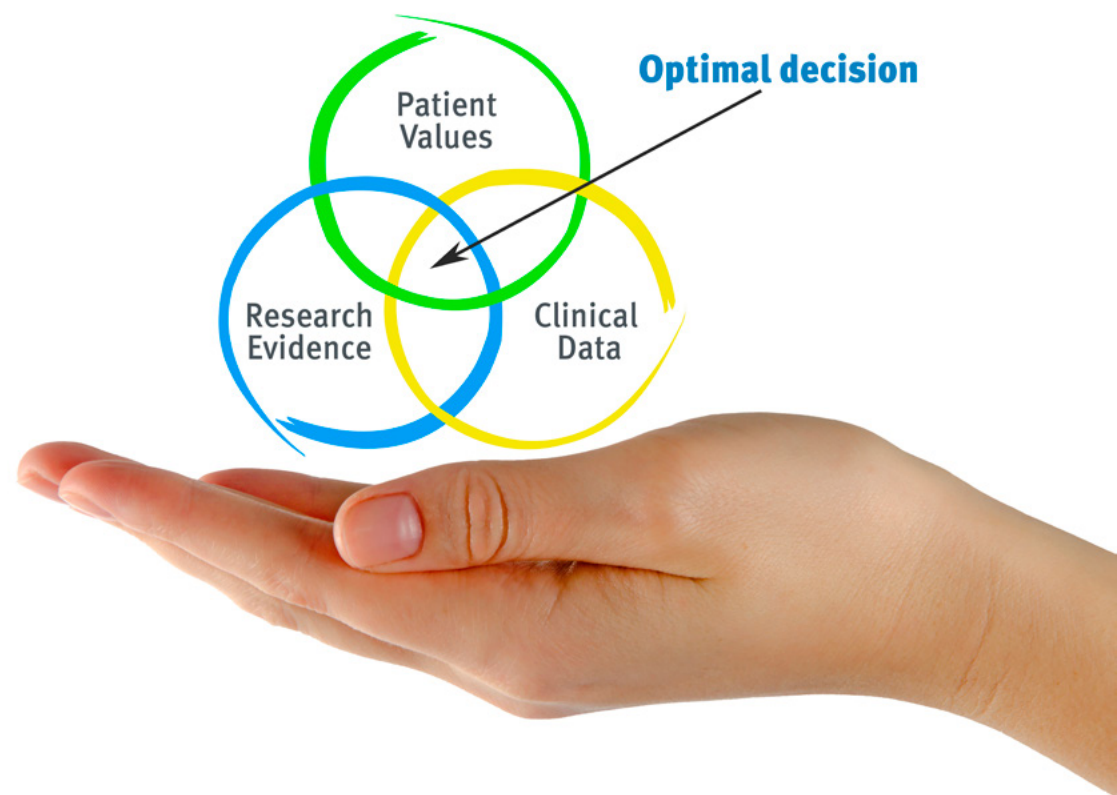 Optimal decision
Patient
Values
Research
Evidence
Clinical
Data